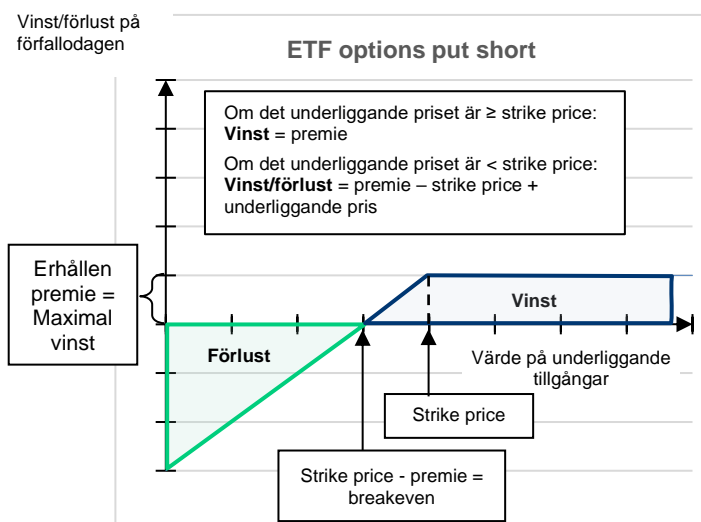 Vinst/förlust på
förfallodagen
ETF options put short
Om det underliggande priset är ≥ strike price:
Vinst = premie
Om det underliggande priset är < strike price:
Vinst/förlust = premie – strike price +
underliggande pris
Erhållen
premie =
Maximal
vinst
Vinst
Förlust
Värde på underliggande
tillgångar
Strike price
Strike price - premie =
breakeven